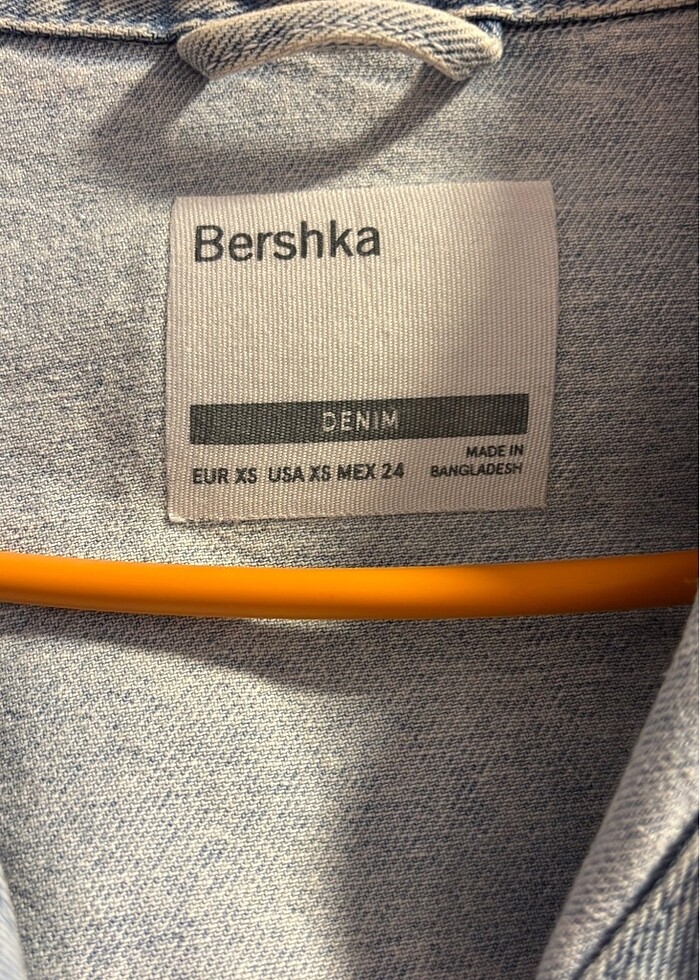 Bershka
DENIM
EUR XS USA XS MEX 24
MADE IN
BANGLADESH